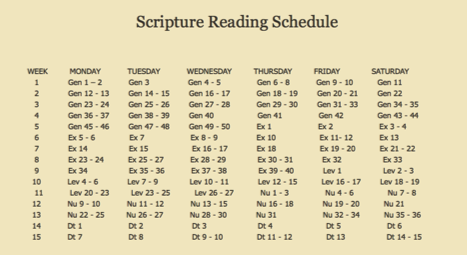 Scripture Reading Schedule
WEEK MONDAY TUESDAY WEDNESDAY THURSDAY FRIDAY SATURDAY
1 Gen 1 – 2 Gen 3 Gen 4 - 5 Gen 6 - 8 Gen 9 - 10 Gen 11
2 Gen 12 - 13 Gen 14 - 15 Gen 16 - 17 Gen 18 - 19 Gen 20 - 21 Gen 22
3 Gen 23 - 24 Gen 25 - 26 Gen 27 - 28 Gen 29 - 30 Gen 31 - 33 Gen 34 - 35
4 Gen 36 - 37 Gen 38 - 39 Gen 40 Gen 41 Gen 42 Gen 43 - 44
5 Gen 45 - 46 Gen 47 - 48 Gen 49 - 50 Ex 1 Ex 2 Ex 3 - 4
6 Ex 5 - 6 Ex 7 Ex 8 - 9 Ex 10 Ex 11- 12 Ex 13
7 Ex 14 Ex 15 Ex 16 - 17 Ex 18 Ex 19 - 20 Ex 21 - 22
8 Ex 23 - 24 Ex 25 - 27 Ex 28 - 29 Ex 30 - 31 Ex 32 Ex 33
9 Ex 34 Ex 35 - 36 Ex 37 - 38 Ex 39 - 40 Lev 1 Lev 2 - 3
10 Lev 4 - 6 Lev 7 - 9 Lev 10 - 11 Lev 12 - 15 Lev 16 - 17 Lev 18 - 19
11 Lev 20 - 23 Lev 23 - 25 Lev 26 - 27 Nu 1 - 3 Nu 4 - 6 Nu 7 - 8
12 Nu 9 - 10 Nu 11 - 12 Nu 13 - 15 Nu 16 - 18 Nu 19 - 20 Nu 21
13 Nu 22 - 25 Nu 26 - 27 Nu 28 - 30 Nu 31 Nu 32 - 34 Nu 35 - 36
14 Dt 1 Dt 2 Dt 3 Dt 4 Dt 5 Dt 6
15 Dt 7 Dt 8 Dt 9 - 10 Dt 11 - 12 Dt 13 Dt 14 - 15